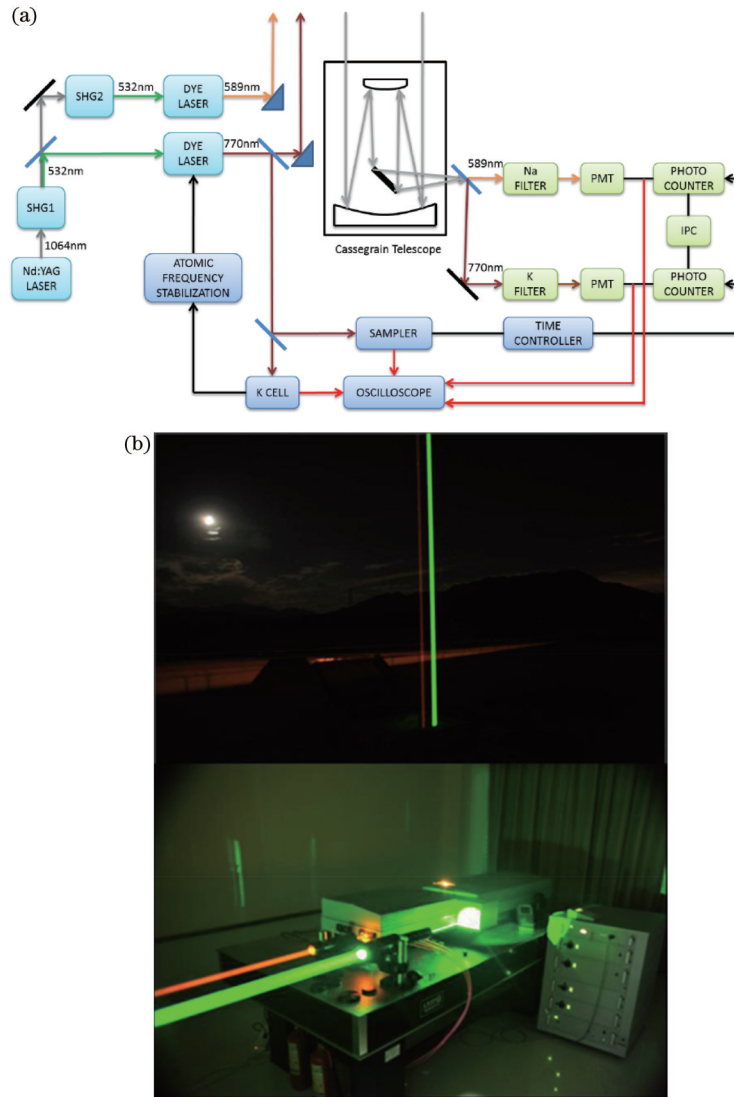 (a)
532nm
589nm
SHG2
DYE
LASER
532nm
DYE
LASER
770nm
SHG1
1064nm
Nd:YAG
LASER
ATOMIC
FREQUENCY
STABILIZATION
K CELL
Cassegrain Telescope
589nm
Na
FILTER
PMT
PHOTO
COUNTER
IPC
770nm
K
FILTER
PMT
PHOTO
COUNTER
SAMPLER
TIME
CONTROLLER
OSCILLOSCOPE
(b)